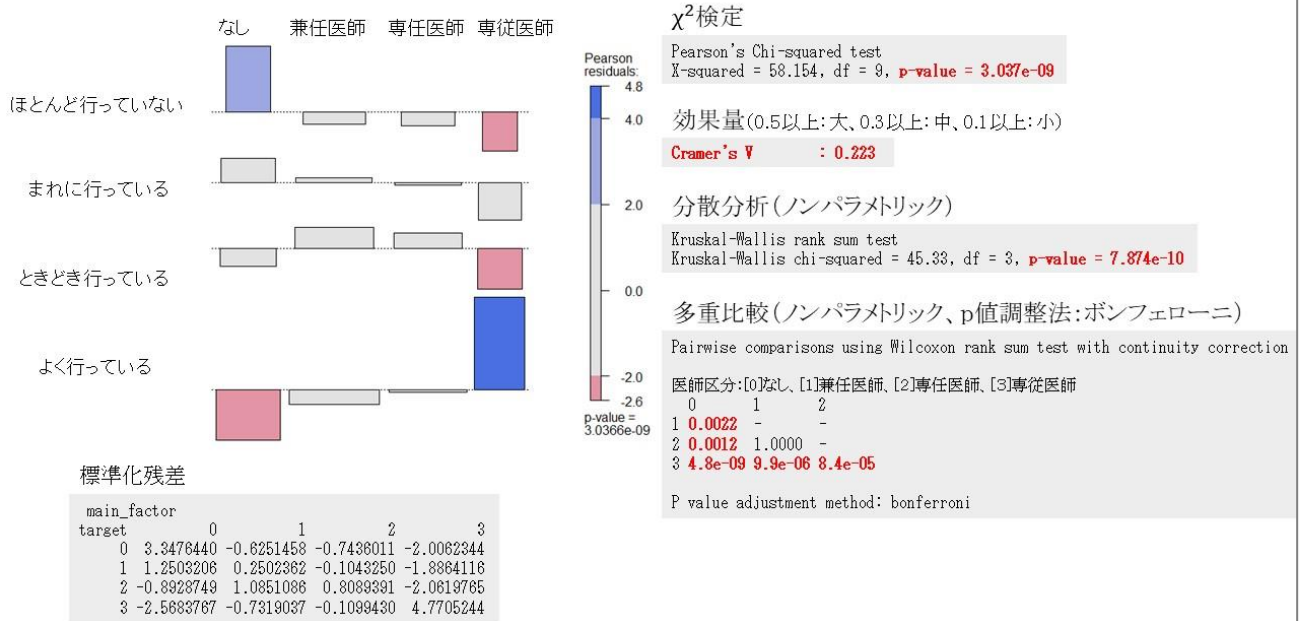 なし 兼任医師 専任医師 専従医師
ほとんど行っていない
まれに行っている
ときどき行っている
よく行っている
Pearson
residuals:
4.8
4.0
2.0
0.0
-2.0
-2.6
p-value =
3.0366e-09
標準化残差
main_factor
target 0 1 2 3
0 3.3476440 -0.6251458 -0.7436011 -2.0062344
1 1.2503206 0.2502362 -0.1043250 -1.8864116
2 -0.8928749 1.0851086 0.8089391 -2.0619765
3 -2.5683767 -0.7319037 -0.1099430 4.7705244
χ²検定
Pearson's Chi-squared test
X-squared = 58.154, df = 9, p-value = 3.037e-09
効果量(0.5以上:大、0.3以上:中、0.1以上:小)
Cramer's V : 0.223
分散分析(ノンパラメトリック)
Kruskal-Wallis rank sum test
Kruskal-Wallis chi-squared = 45.33, df = 3, p-value = 7.874e-10
多重比較(ノンパラメトリック、p値調整法:ボンフェローニ)
Pairwise comparisons using Wilcoxon rank sum test with continuity correction
医師区分:[0]なし、[1]兼任医師、[2]専任医師、[3]専従医師
0 1 2
1 0.0022 - -
2 0.0012 1.0000 -
3 4.8e-09 9.9e-06 8.4e-05
P value adjustment method: bonferroni